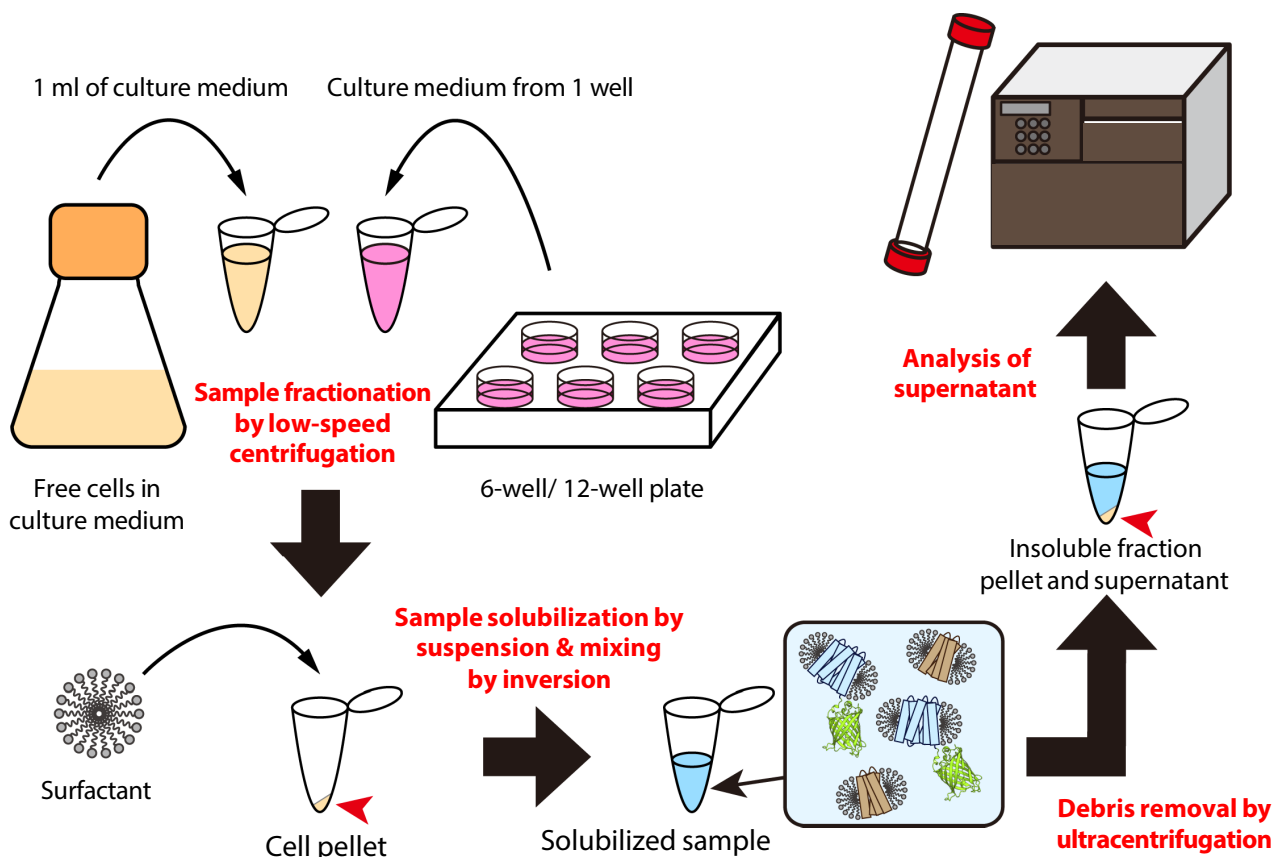 1 ml of culture medium
Culture medium from 1 well
Sample fractionation
by low-speed
centrifugation
Free cells in
culture medium
6-well/ 12-well plate
Surfactant
Cell pellet
Sample solubilization by
suspension & mixing
by inversion
Solubilized sample
Debris removal by
ultracentrifugation
Insoluble fraction
pellet and supernatant
Analysis of
supernatant